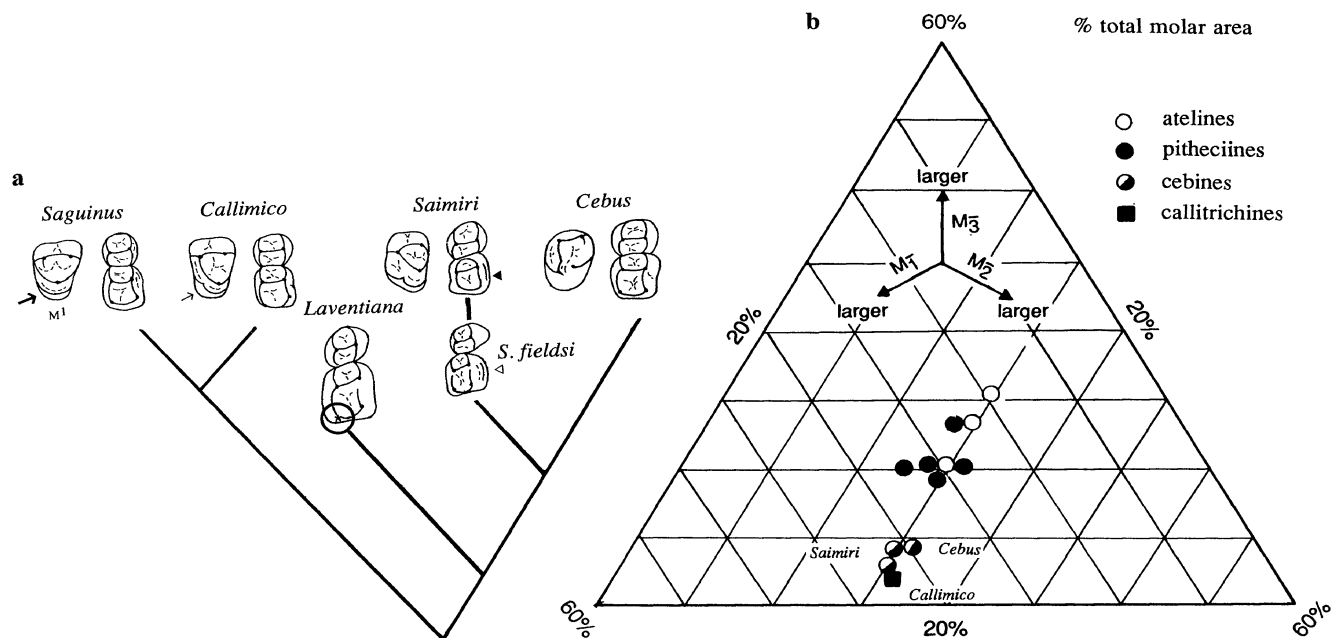 a
Saguinus
Callimico
Saimiri
Cebus
M1
Laventiana
S. fieldsi
b
60%
% total molar area
atelines
pitheciines
cebines
callitrichines
larger
M3
M1
M2
larger
larger
20%
20%
Saimiri
Cebus
Callimico
60%
20%
60%